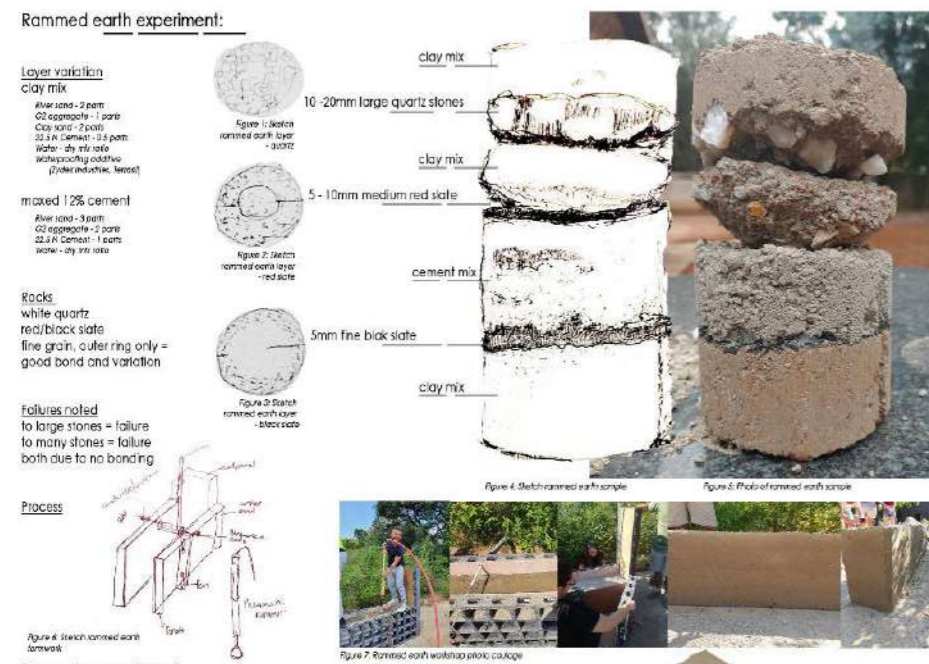 Rammed earth experiment:
Layer variation
clay mix
River sand - 2 parts
G2 aggregate - 1 parts
Clay sand - 2 parts
32.5 N Cement - 0.5 parts
Water - dry mix ratio
Waterproofing additive
(Zydex Industries, Terrasil)
maxed 12% cement
River sand - 3 parts
G2 aggregate - 2 parts
32.5 N Cement - 1 parts
Water - dry mix ratio
Rocks
white quartz
red/black slate
fine grain, outer ring only =
good bond and variation
Failures noted
to large stones = failure
to many stones = failure
both due to no bonding
Process
Figure 6: Sketch rammed earth
formwork
Figure 1: Sketch
rammed earth layer
- quartz
Figure 2: Sketch
rammed earth layer
- red slate
Figure 3: Sketch
rammed earth layer
- black slate
clay mix
10 -20mm large quartz stones
clay mix
5 - 10mm medium red slate
cement mix
5mm fine black slate
clay mix
Figure 4: Sketch rammed earth sample
Figure 5: Photo of rammed earth sample
Figure 7: Rammed earth workshop photo collage